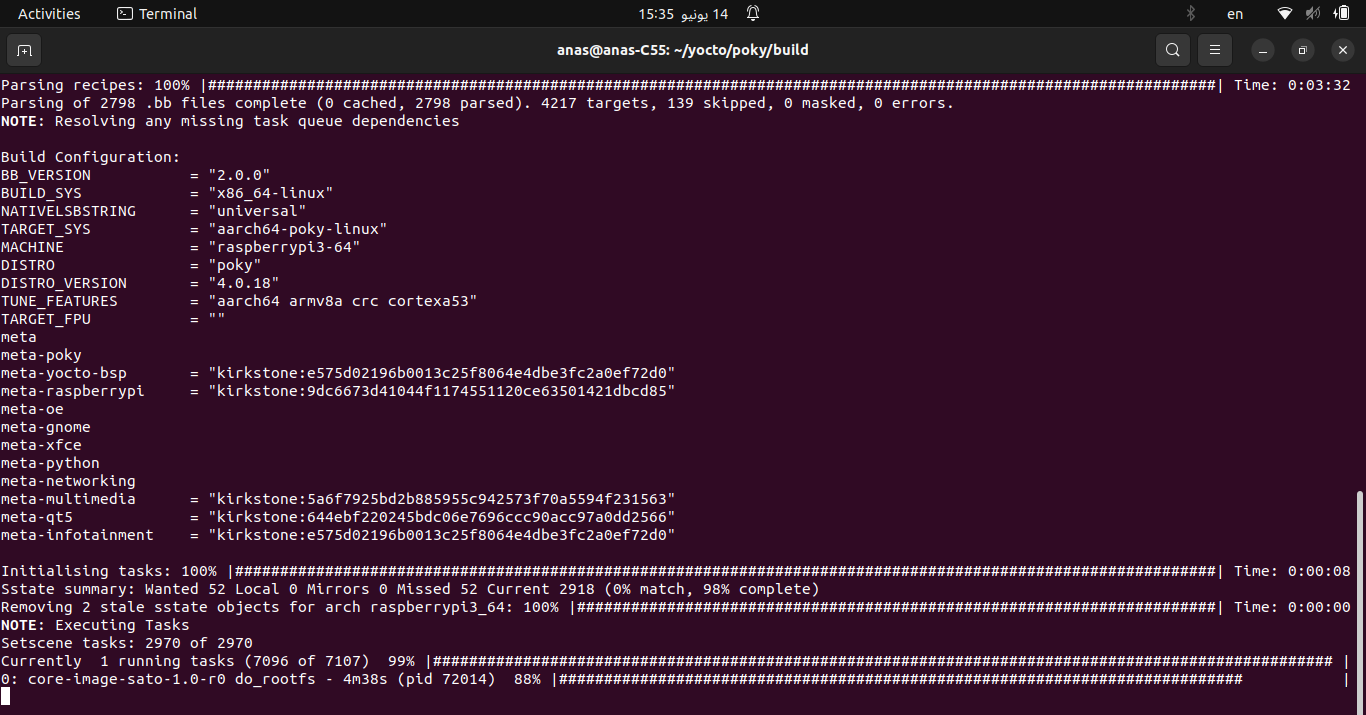 Activities
Terminal
15:35 14 يونيو
en
anas@anas-C55: ~/yocto/poky/build
Parsing recipes: 100% |################################################################################################################| Time: 0:03:32
Parsing of 2798 .bb files complete (0 cached, 2798 parsed). 4217 targets, 139 skipped, 0 masked, 0 errors.
NOTE: Resolving any missing task queue dependencies
Build Configuration:
BB_VERSION           = "2.0.0"
BUILD_SYS            = "x86_64-linux"
NATIVELSBSTRING      = "universal"
TARGET_SYS           = "aarch64-poky-linux"
MACHINE              = "raspberrypi3-64"
DISTRO               = "poky"
DISTRO_VERSION       = "4.0.18"
TUNE_FEATURES        = "aarch64 armv8a crc cortexa53"
TARGET_FPU           = ""
meta
meta-poky
meta-yocto-bsp       = "kirkstone:e575d02196b0013c25f8064e4dbe3fc2a0ef72d0"
meta-raspberrypi     = "kirkstone:9dc6673d41044f1174551120ce63501421dbcd85"
meta-oe
meta-gnome
meta-xfce
meta-python
meta-networking
meta-multimedia      = "kirkstone:5a6f7925bd2b885955c942573f70a5594f231563"
meta-qt5             = "kirkstone:644ebf220245bdc06e7696ccc90acc97a0dd2566"
meta-infotainment    = "kirkstone:e575d02196b0013c25f8064e4dbe3fc2a0ef72d0"
Initialising tasks: 100% |#############################################################################################################| Time: 0:00:08
Sstate summary: Wanted 52 Local 0 Mirrors 0 Missed 52 Current 2918 (0% match, 98% complete)
Removing 2 stale sstate objects for arch raspberrypi3_64: 100% |#######################################################################| Time: 0:00:00
NOTE: Executing Tasks
Setscene tasks: 2970 of 2970
Currently  1 running tasks (7096 of 7107)  99% |#################################################################################################### |
0: core-image-sato-1.0-r0 do_rootfs - 4m38s (pid 72014)  88% |############################################################################           |